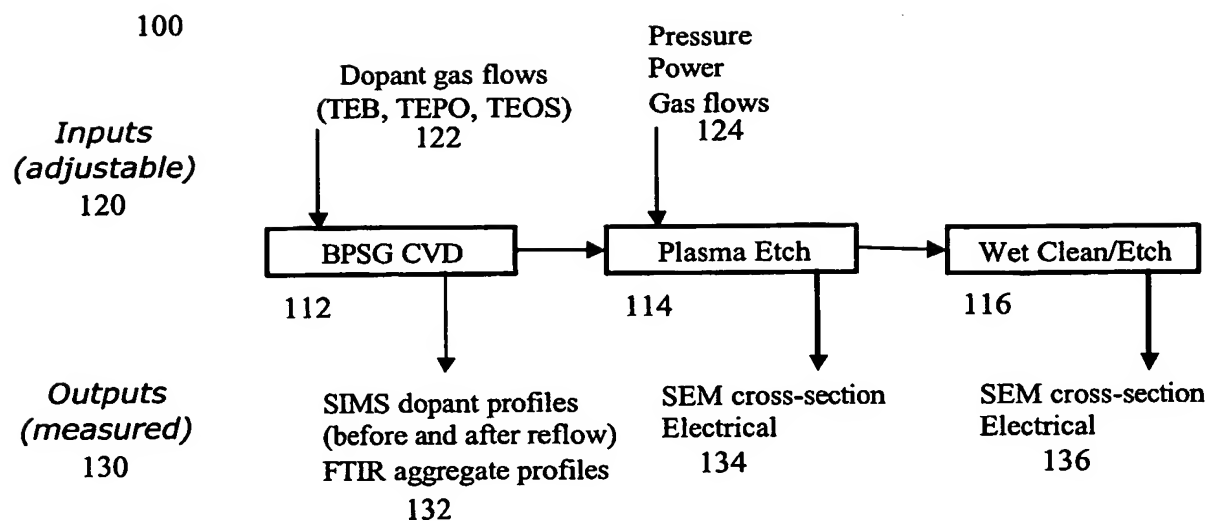 100
Dopant gas flows
(TEB, TEPO, TEOS)
122
Pressure
Power
Gas flows
124
Inputs
(adjustable)
120
BPSG CVD
Plasma Etch
Wet Clean/Etch
112
114
116
Outputs
(measured)
130
SIMS dopant profiles
(before and after reflow)
FTIR aggregate profiles
132
SEM cross-section
Electrical
134
SEM cross-section
Electrical
136